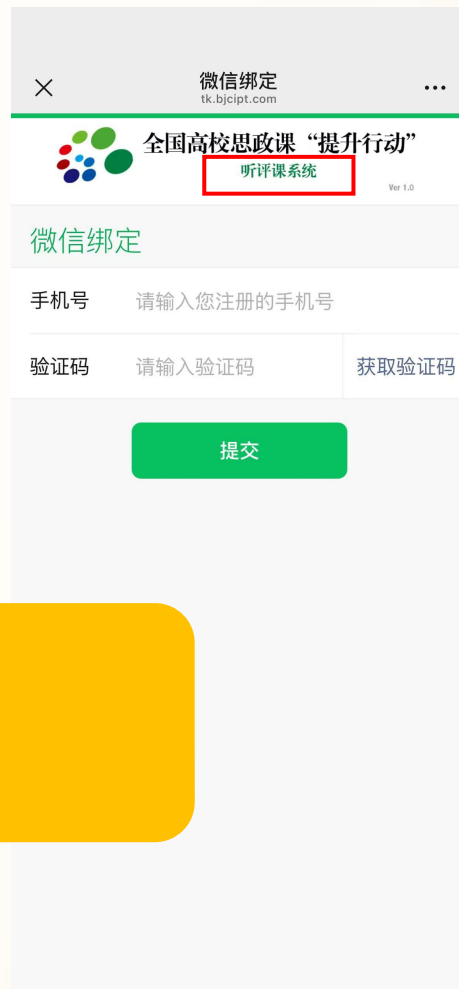 微信绑定
tk.bjcipt.com
全国高校思政课“提升行动”
听评课系统
Ver 1.0
微信绑定
手机号 请输入您注册的手机号
验证码 请输入验证码 获取验证码
提交